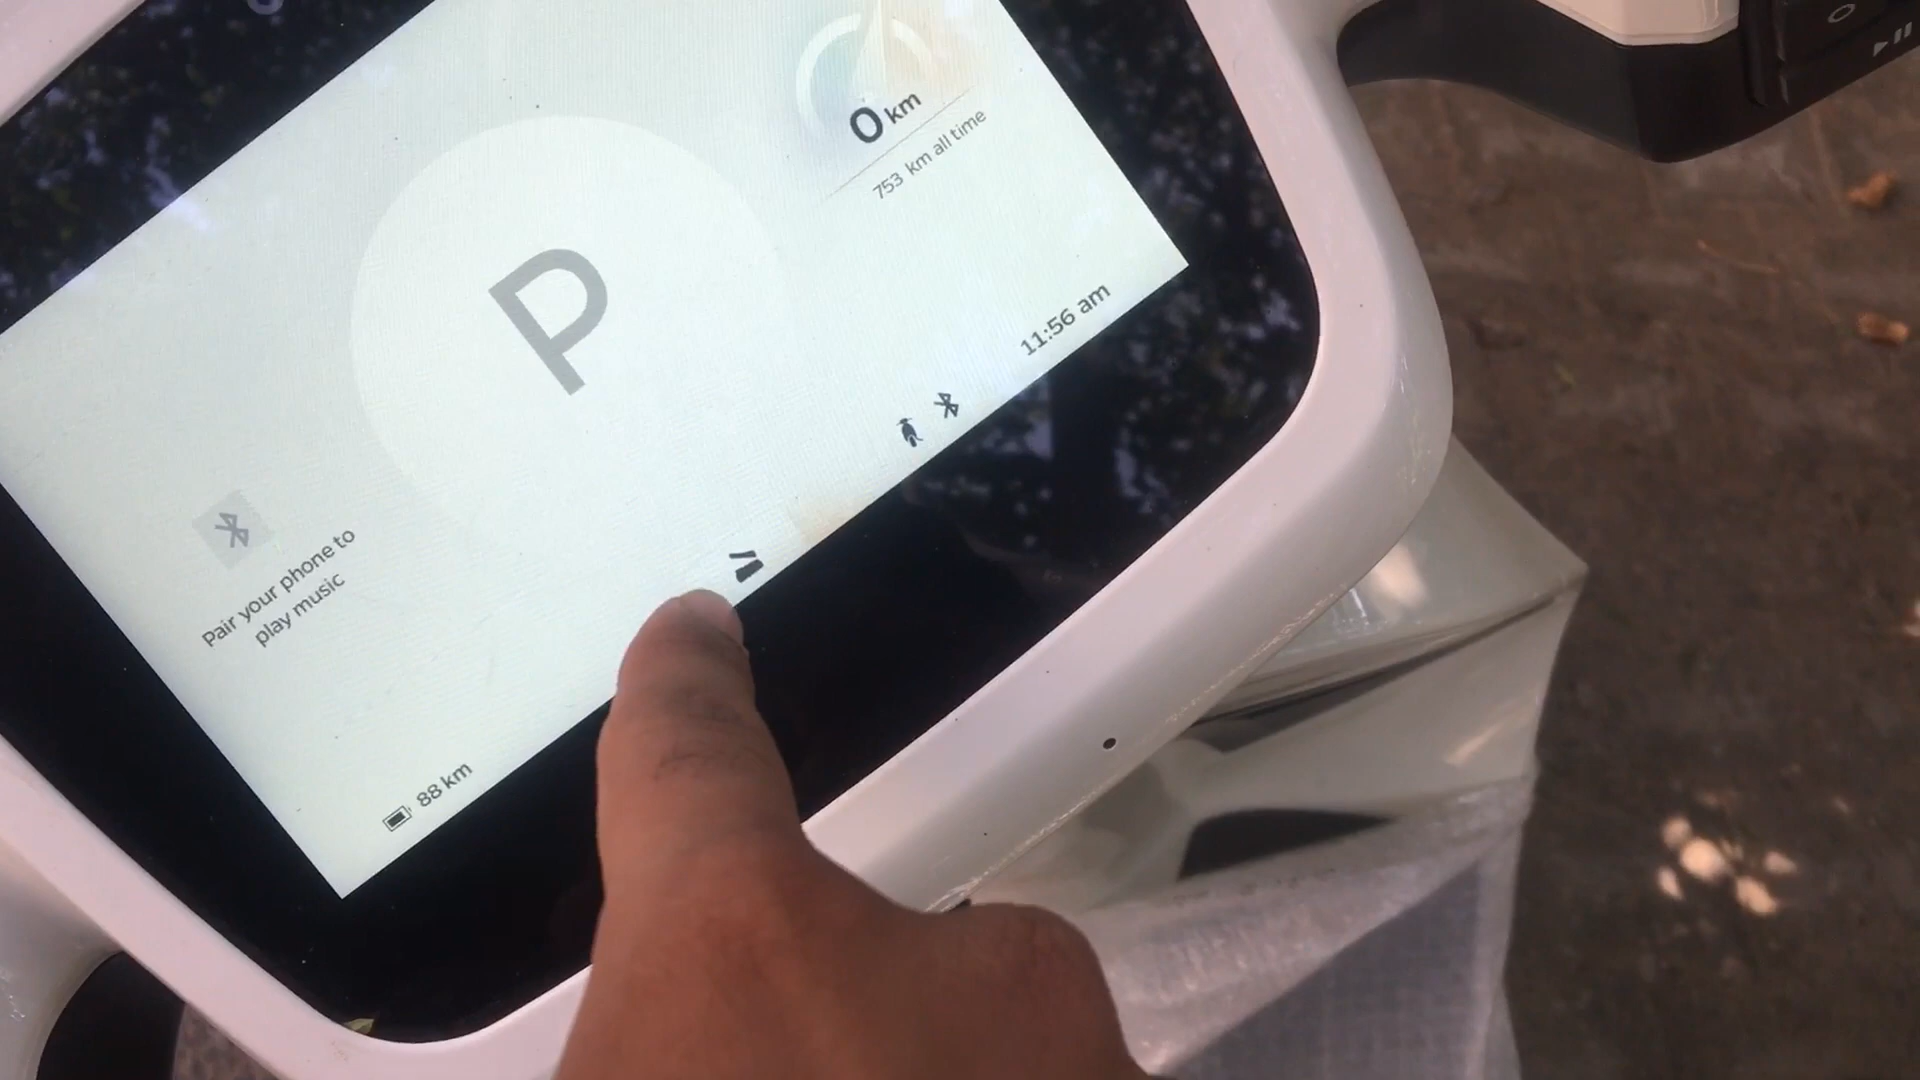 P
0 km
753 km all time
Pair your phone to
play music
88 km
11:56 am